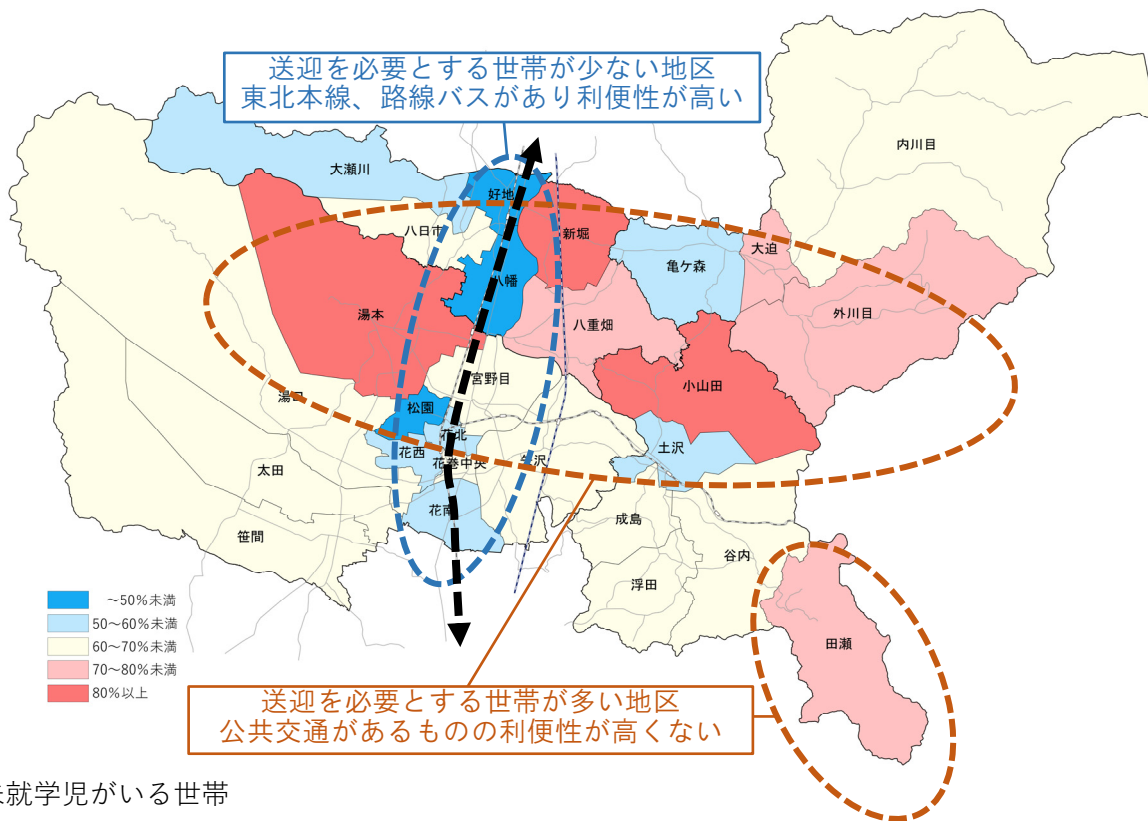 送迎を必要とする世帯が少ない地区
東北本線、路線バスがあり利便性が高い
内川目
大瀬川
好地
八日市
新堀
大迫
亀ケ森
八幡
外川目
湯本
八重畑
宮野目
小山田
湯口
松園
花北
土沢
花西
花巻中央
太田
花南
成島
笹間
谷内
浮田
田瀬
~50%未満
50~60%未満
60~70%未満
70~80%未満
80%以上
送迎を必要とする世帯が多い地区
公共交通があるものの利便性が高くない
就学児がいる世帯